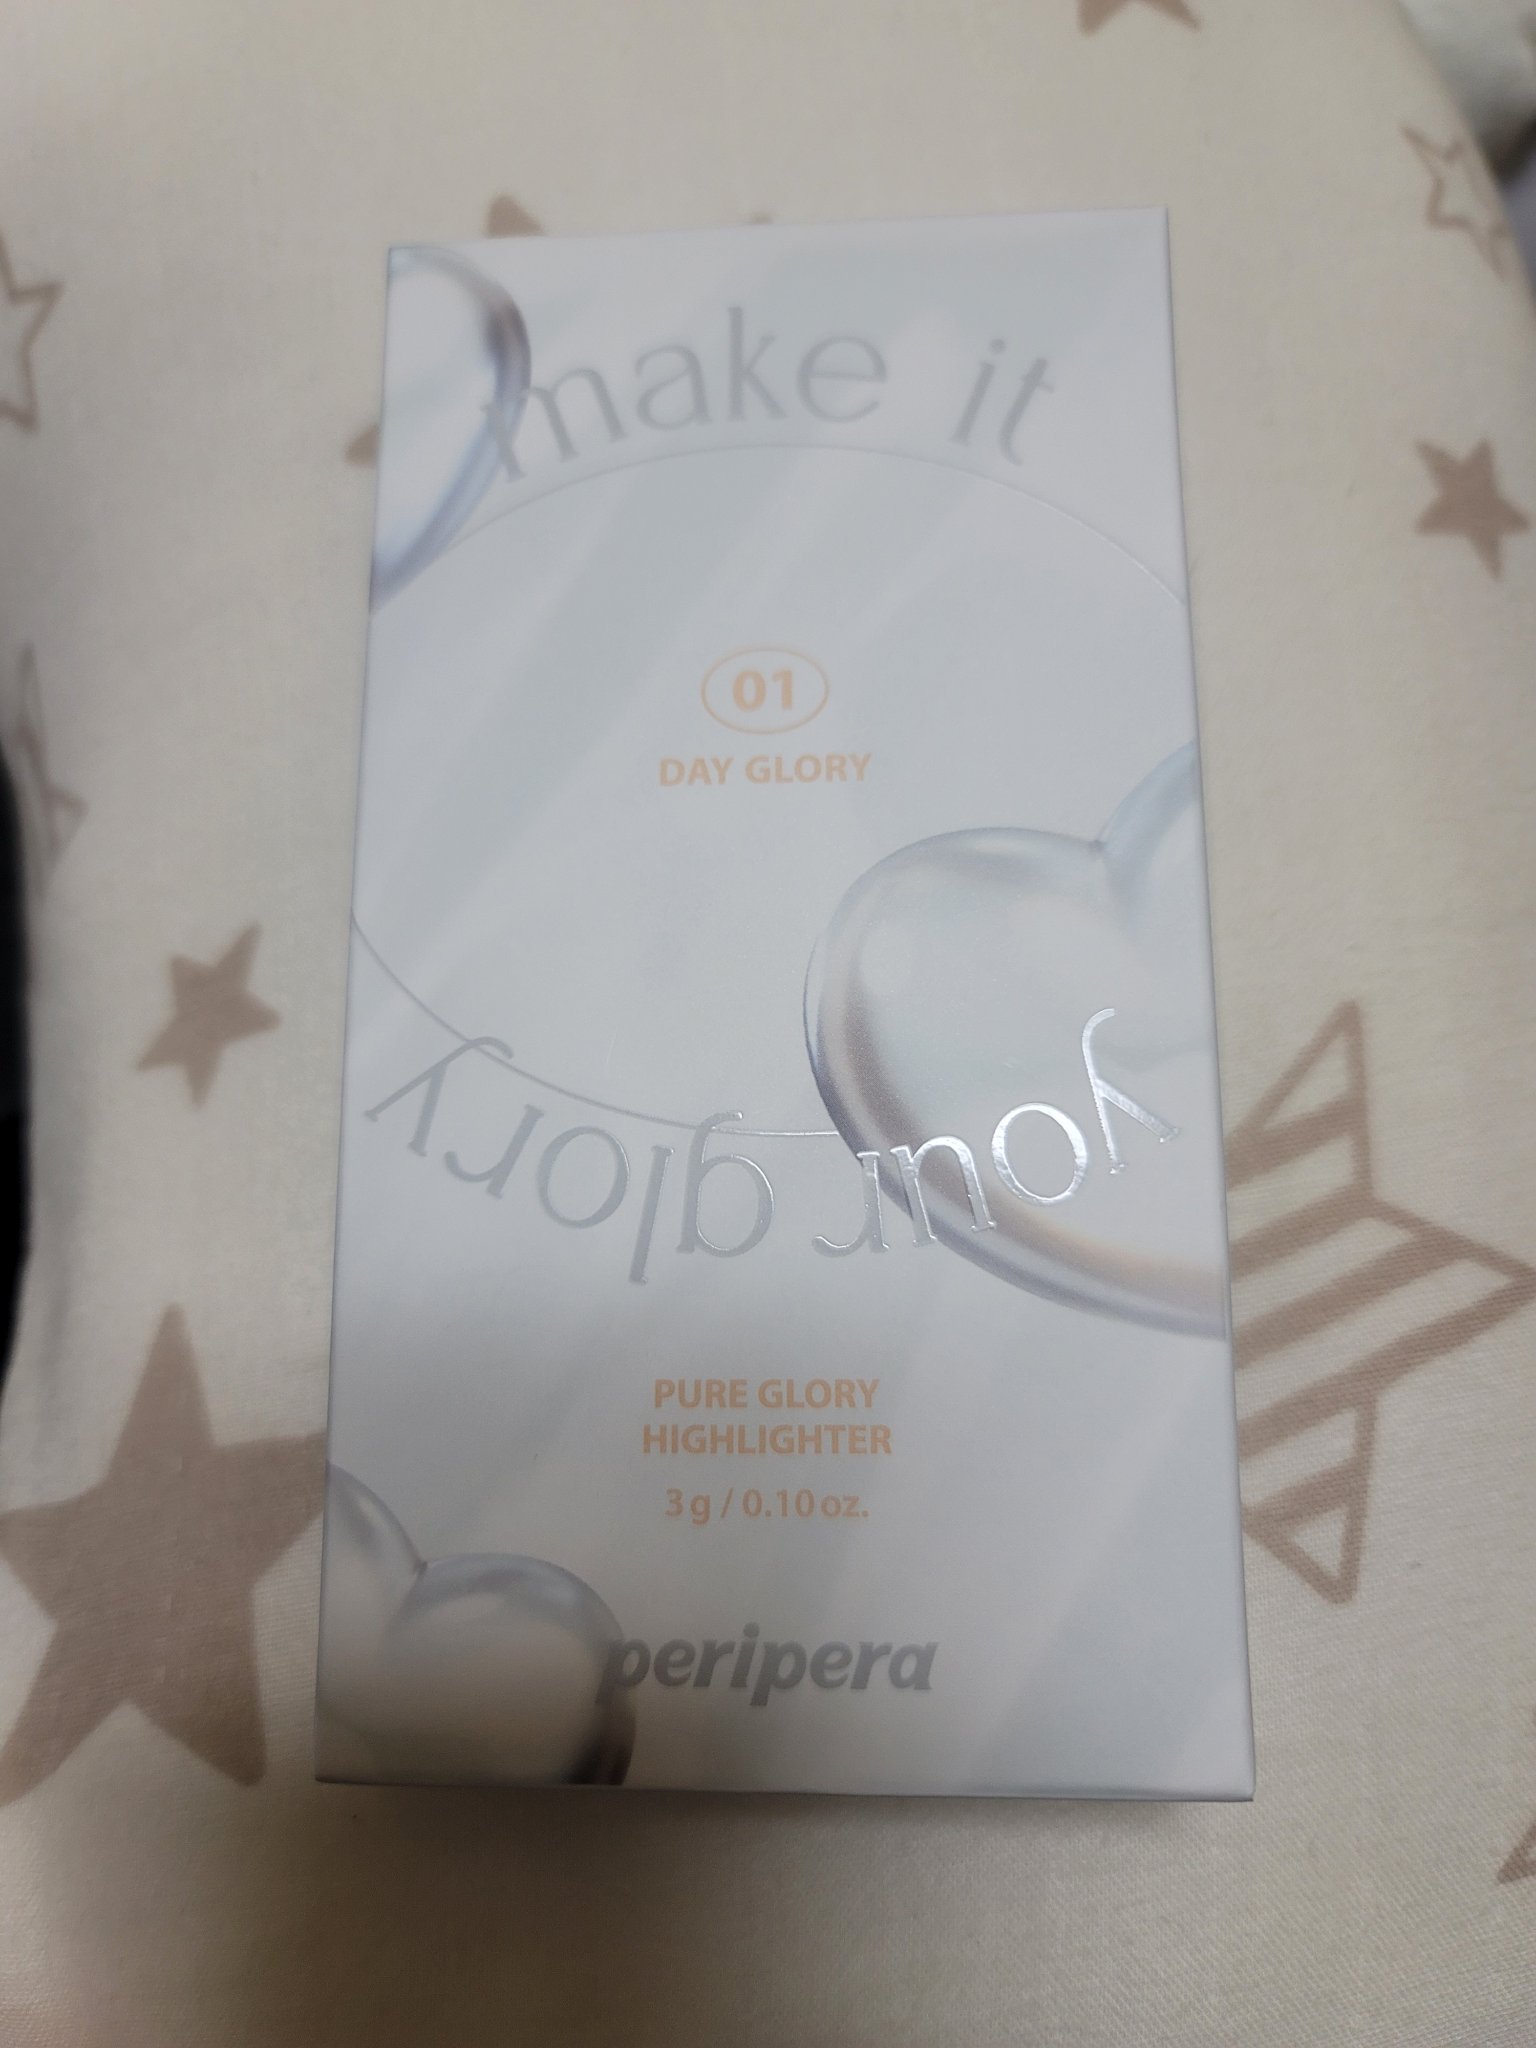 make it
01
DAY GLORY
your glory
PURE GLORY
HIGHLIGHTER
3g / 0.10oz.
peripera